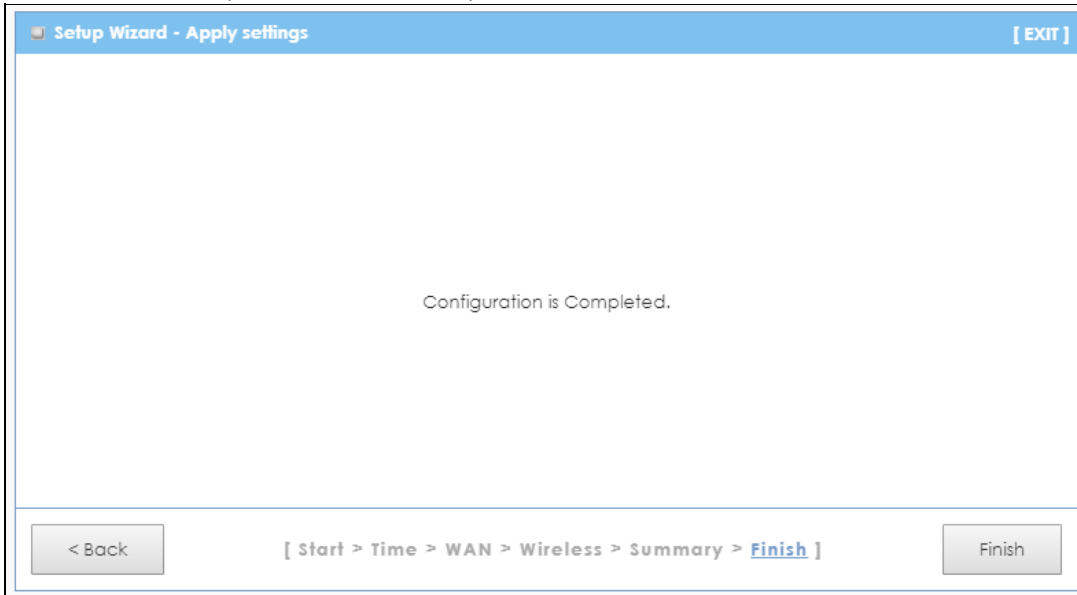 Setup Wizard - Apply settings [ EXIT ]
Configuration is Completed.
< Back [ Start > Time > WAN > Wireless > Summary > Finish ] Finish